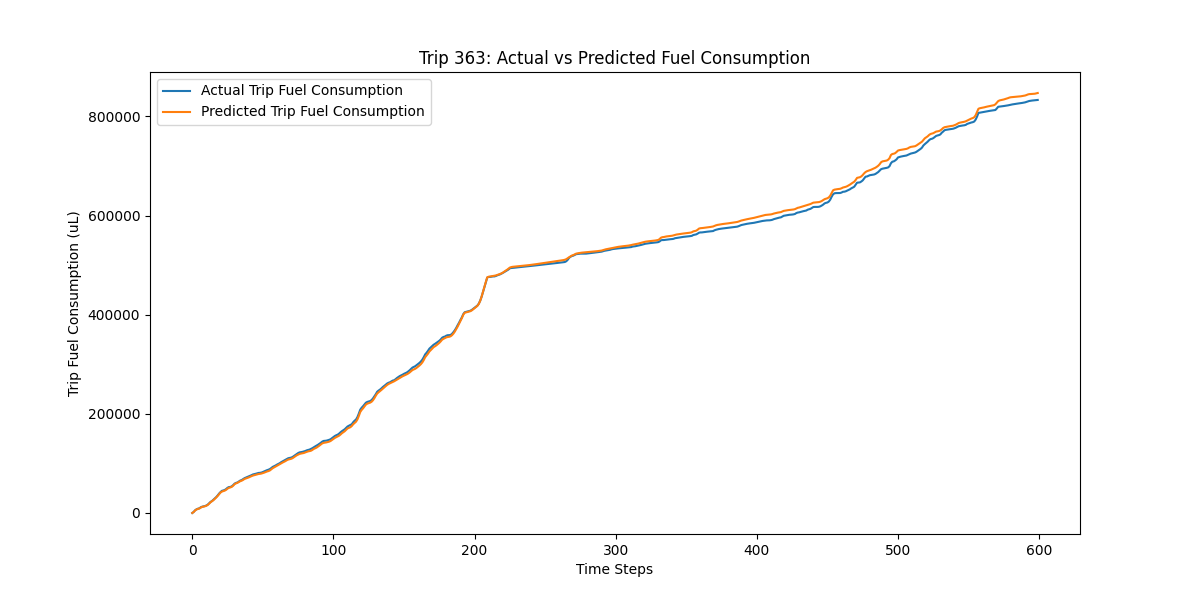 Trip 363: Actual vs Predicted Fuel Consumption
Actual Trip Fuel Consumption
Predicted Trip Fuel Consumption
Trip Fuel Consumption (uL)
800000
600000
400000
200000
0
0 100 200 300 400 500 600
Time Steps